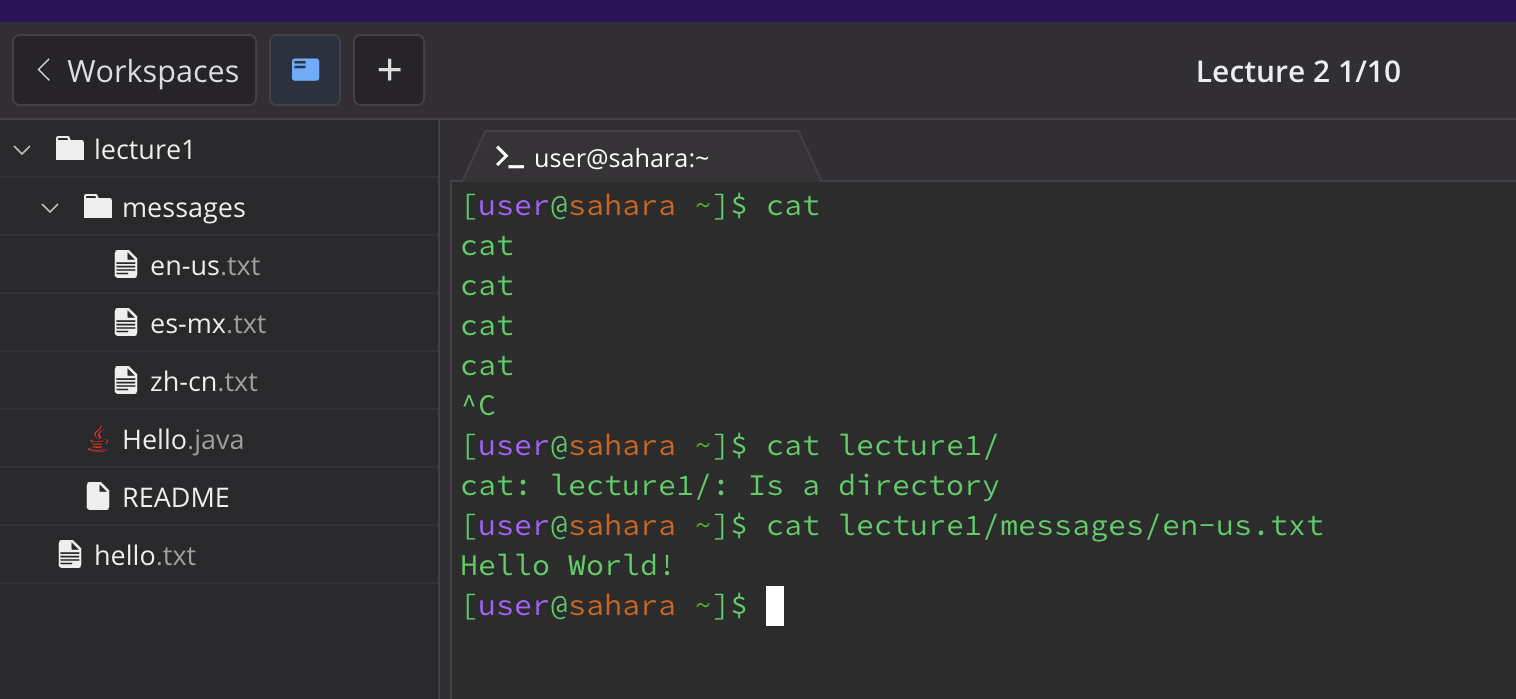 Workspaces
Lecture 2 1/10
lecture1
messages
en-us.txt
es-mx.txt
zh-cn.txt
Hello.java
README
hello.txt
user@sahara:~
[user@sahara ~]$ cat
cat
cat
cat
cat
^C
[user@sahara ~]$ cat lecture1/
cat: lecture1/: Is a directory
[user@sahara ~]$ cat lecture1/messages/en-us.txt
Hello World!
[user@sahara ~]$